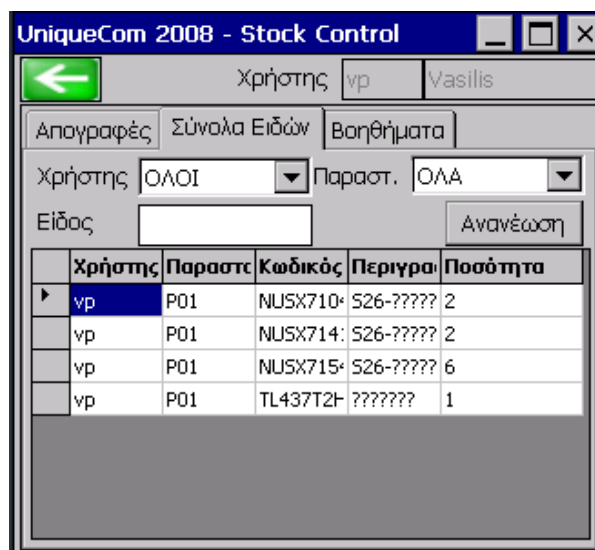 UniqueCom 2008 - Stock Control
Χρήστης vp Vasilis
Απογραφές Σύνολα Ειδών Βοηθήματα
Χρήστης ΟΛΟΙ Παραστ. ΟΛΑ
Είδος Ανανέωση
Χρήστης Παραστο Κωδικός Περιγρα Ποσότητα
vp P01 NUSX710 S26-????? 2
vp P01 NUSX714 S26-????? 2
vp P01 NUSX715 S26-????? 6
vp P01 TL437T2H ??????? 1